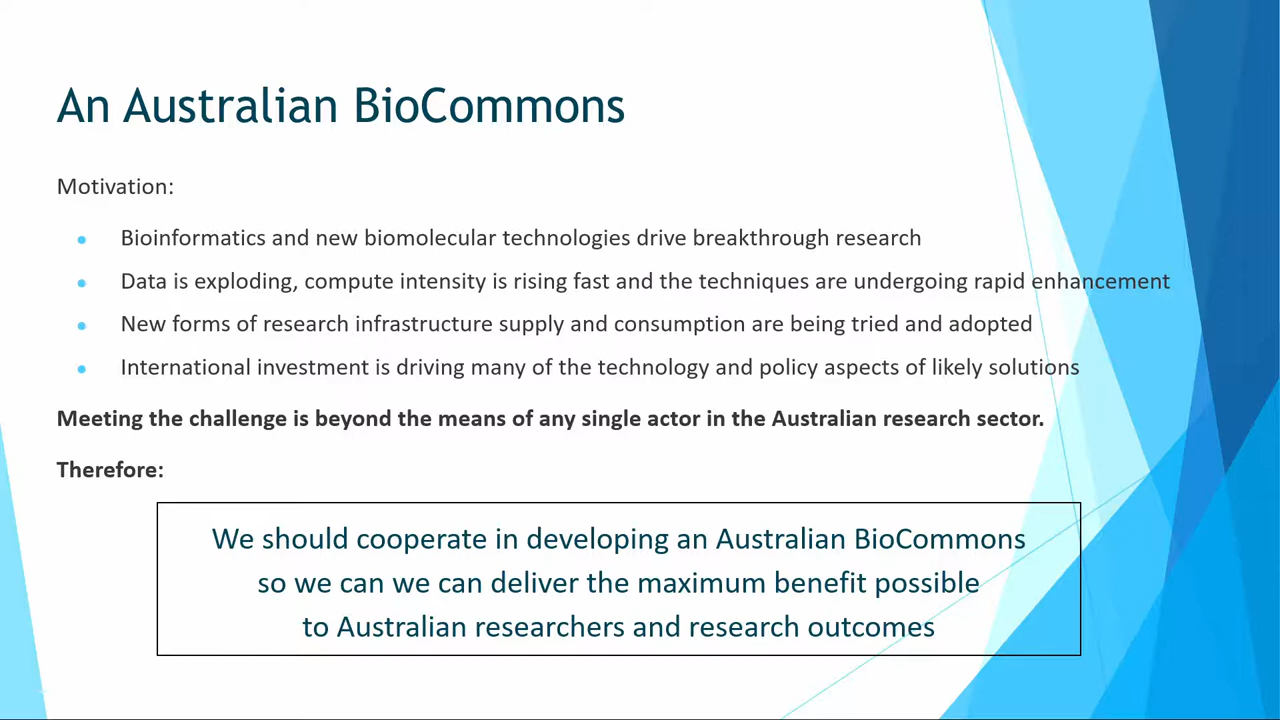 An Australian BioCommons
Motivation:
Bioinformatics and new biomolecular technologies drive breakthrough research
Data is exploding, compute intensity is rising fast and the techniques are undergoing rapid enhancement
New forms of research infrastructure supply and consumption are being tried and adopted
International investment is driving many of the technology and policy aspects of likely solutions
Meeting the challenge is beyond the means of any single actor in the Australian research sector.
Therefore:
We should cooperate in developing an Australian BioCommons
so we can we can deliver the maximum benefit possible
to Australian researchers and research outcomes